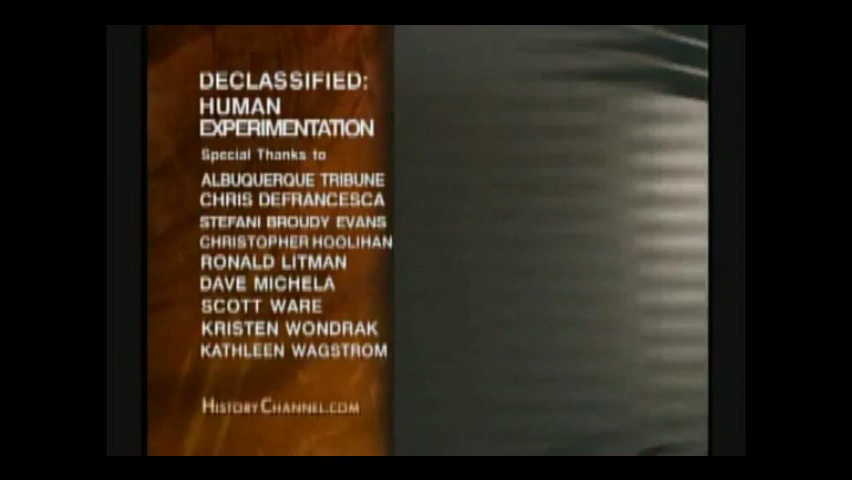 DECLASSIFIED:
HUMAN
EXPERIMENTATION
Special Thanks to
ALBUQUERQUE TRIBUNE
CHRIS DEFRANCESCA
STEFANI BROUDY EVANS
CHRISTOPHER HOOLIHAN
RONALD LITMAN
DAVE MICHELA
SCOTT WARE
KRISTEN WONDRAK
KATHLEEN WAGSTROM
HISTORYCHANNEL.COM